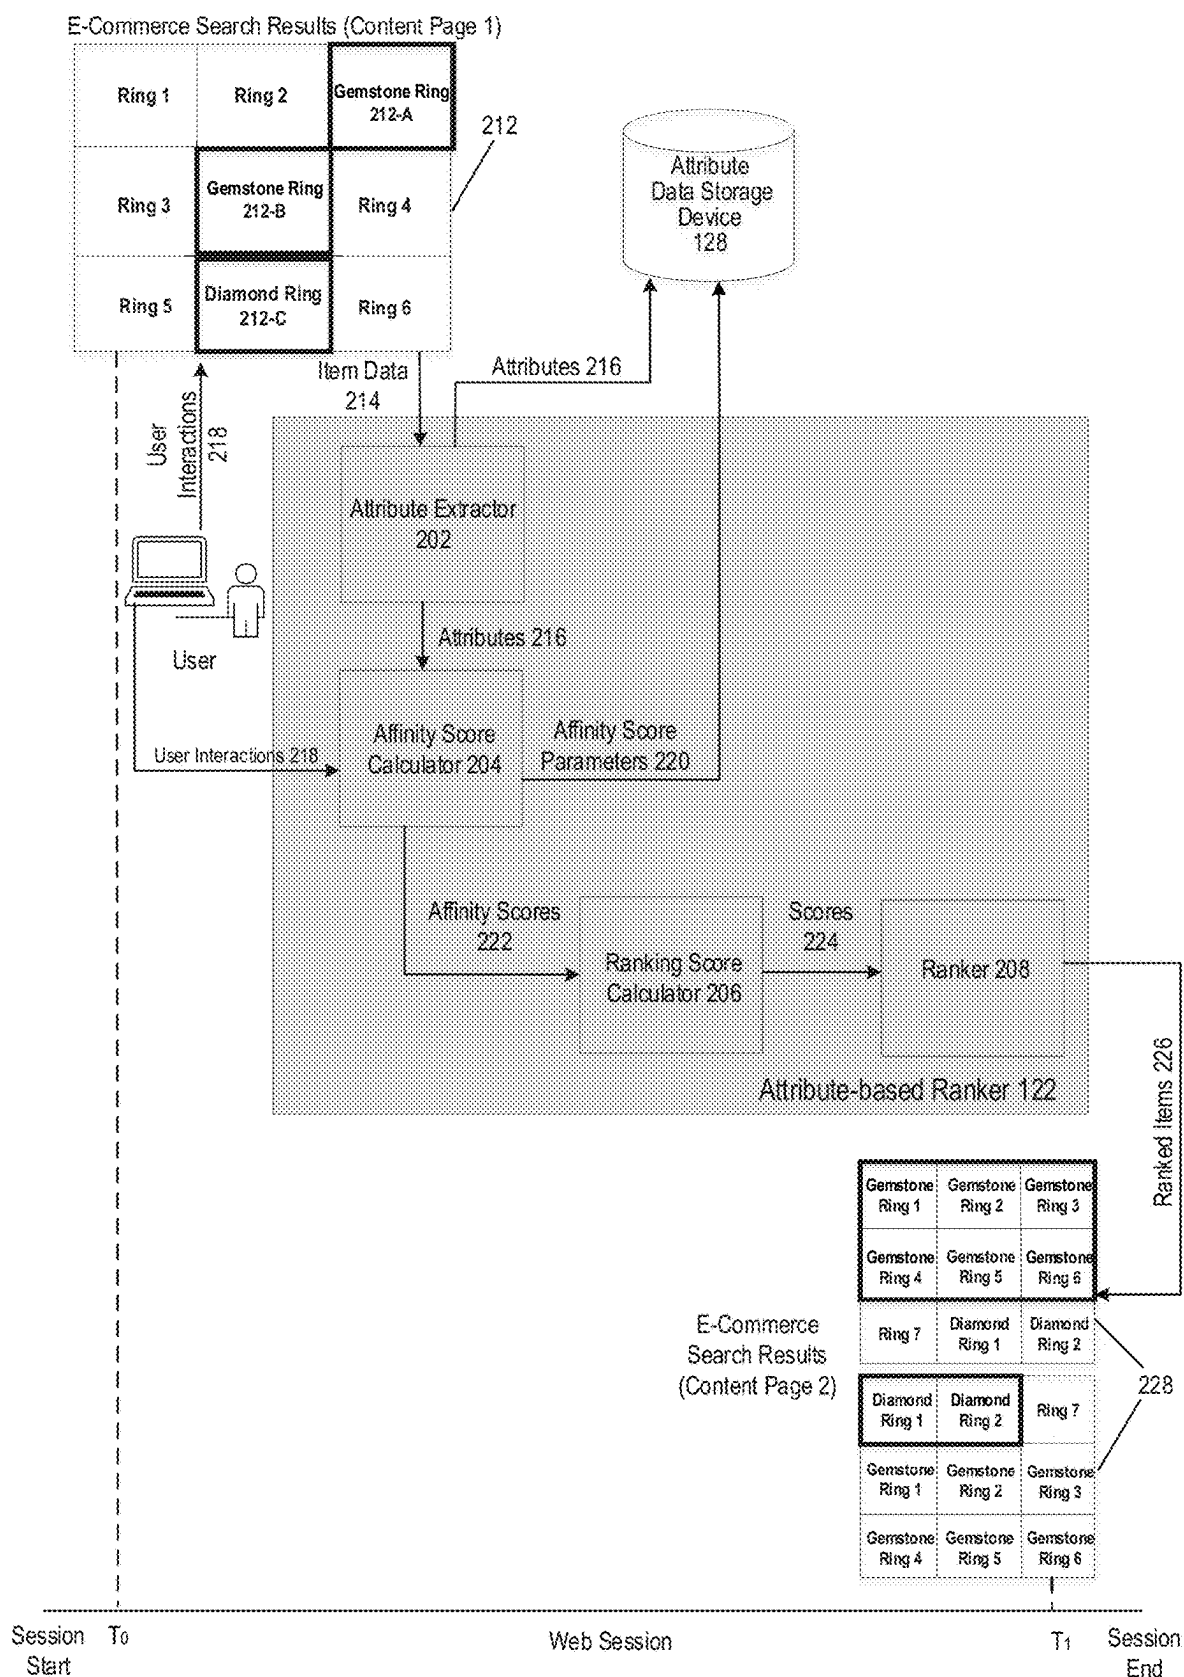 E-Commerce Search Results (Content Page 1)
Ring 1
Ring 2
Gemstone Ring
212-A
212
Ring 3
Gemstone Ring
212-B
Ring 4
Ring 5
Diamond Ring
212-C
Ring 6
Attribute
Data Storage
Device
128
User
Interactions
218
Item Data
214
Attributes 216
Attribute Extractor
202
User
Attributes 216
User Interactions 218
Affinity Score
Calculator 204
Affinity Score
Parameters 220
Affinity Scores
222
Ranking Score
Calculator 206
Scores
224
Ranker 208
Attribute-based Ranker 122
Ranked Items 226
Gemstone
Ring 1
Gemstone
Ring 2
Gemstone
Ring 3
Gemstone
Ring 4
Gemstone
Ring 5
Gemstone
Ring 6
Ring 7
Diamond
Ring 1
Diamond
Ring 2
E-Commerce
Search Results
(Content Page 2)
228
Diamond
Ring 1
Diamond
Ring 2
Ring 7
Gemstone
Ring 1
Gemstone
Ring 2
Gemstone
Ring 3
Gemstone
Ring 4
Gemstone
Ring 5
Gemstone
Ring 6
Session
Start
T0
Web Session
T1
Session
End